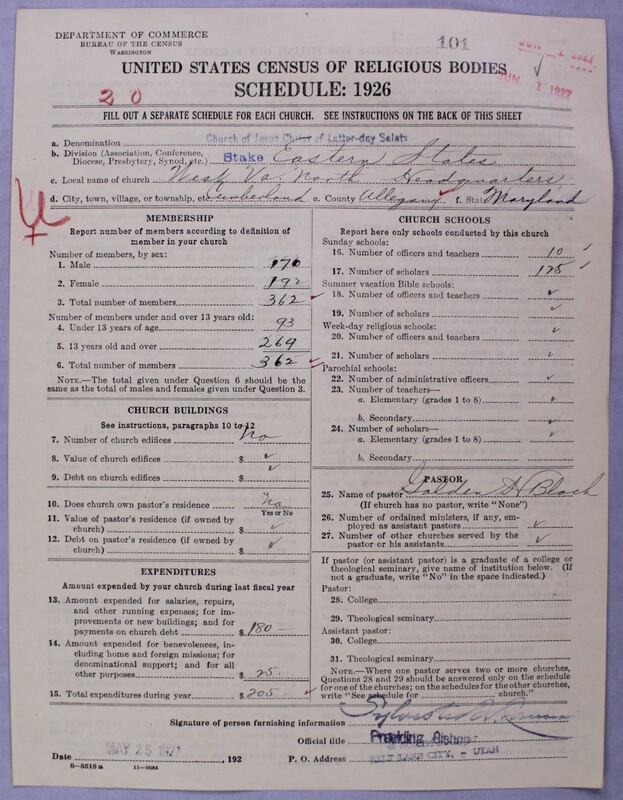 DEPARTMENT OF COMMERCE
BUREAU OF THE CENSUS
WASHINGTON
101
JUN 1 1927
UNITED STATES CENSUS OF RELIGIOUS BODIES
SCHEDULE: 1926
2 0
FILL OUT A SEPARATE SCHEDULE FOR EACH CHURCH. SEE INSTRUCTIONS ON THE BACK OF THIS SHEET
a. Denomination Church of Jesus Christ of Latter-day Saints
b. Division (Association, Conference, Diocese, Presbytery, Synod, etc.) Stake Eastern States
c. Local name of church West Va. North Headquarters
d. City, town, village, or township, etc. Cumberland e. County Allegany f. State Maryland
MEMBERSHIP
Report number of members according to definition of
member in your church
Number of members, by sex:
1. Male 170
2. Female 192
3. Total number of members 362
Number of members under and over 13 years old:
4. Under 13 years of age 93
5. 13 years old and over 269
6. Total number of members 362
NOTE.—The total given under Question 6 should be
same as the total of males and females given under Question 3.
CHURCH BUILDINGS
See instructions, paragraphs 10 to 12
7. Number of church edifices No
8. Value of church edifices $
9. Debt on church edifices $
10. Does church own pastor's residence No
Yes or No
11. Value of pastor's residence (if owned by
church) $
12. Debt on pastor's residence (if owned by
church) $
EXPENDITURES
Amount expended by your church during last fiscal year
13. Amount expended for salaries, repairs,
and other running expenses; for im-
provements or new buildings; and for
payments on church debt $ 180—
14. Amount expended for benevolences, in-
cluding home and foreign missions; for
denominational support; and for all
other purposes $ 25.
15. Total expenditures during year $ 205.
CHURCH SCHOOLS
Report here only schools conducted by this church
Sunday schools:
16. Number of officers and teachers 10
17. Number of scholars 175
Summer vacation Bible schools:
18. Number of officers and teachers
19. Number of scholars
Week-day religious schools:
20. Number of officers and teachers
21. Number of scholars
Parochial schools:
22. Number of administrative officers
23. Number of teachers—
a. Elementary (grades 1 to 8)
b. Secondary
24. Number of scholars—
a. Elementary (grades 1 to 8)
b. Secondary
PASTOR
25. Name of pastor Golden Black
(If church has no pastor, write "None")
26. Number of ordained ministers, if any, em-
ployed as assistant pastors
27. Number of other churches served by the
pastor or his assistants
If pastor (or assistant pastor) is a graduate of a college or
theological seminary, give name of institution below. (If
not a graduate, write "No" in the space indicated.)
Pastor:
28. College
29. Theological seminary
Assistant pastor:
30. College
31. Theological seminary
NOTE.—Where one pastor serves two or more churches,
Questions 28 and 29 should be answered only on the schedule
for one of the churches; on the schedules for the other churches,
write "See schedule for church."
Signature of person furnishing information
Official title Presiding Bishop
Date MAY 25 1927, 192 P. O. Address SALT LAKE CITY, UTAH
8—5518 a 11—9684